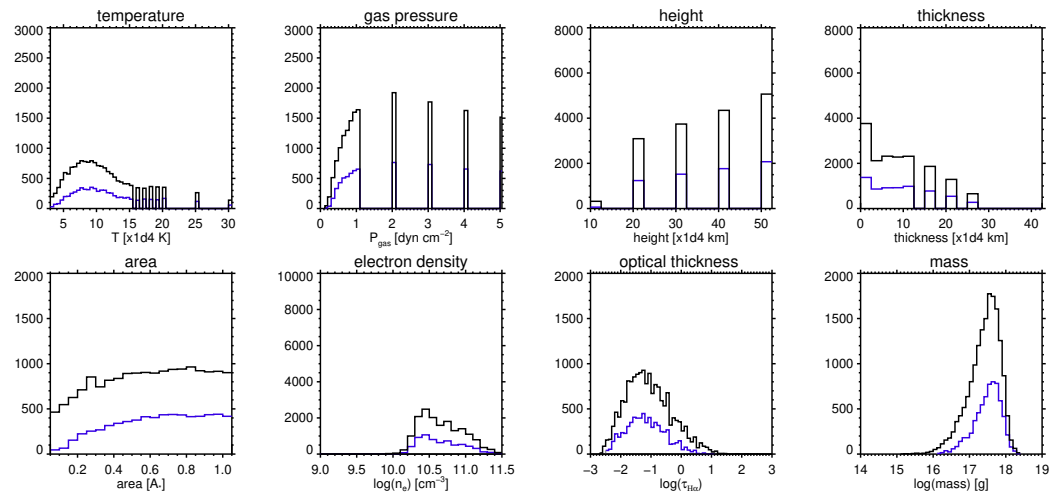 temperature
gas pressure
height
thickness
3000
2500
2000
1500
1000
500
0
5 10 15 20 25 30
T [x1d4 K]
3000
2500
2000
1500
1000
500
0
0 1 2 3 4 5
P_gas [dyn cm⁻²]
8000
6000
4000
2000
0
10 20 30 40 50
height [x1d4 km]
8000
6000
4000
2000
0
0 10 20 30 40
thickness [x1d4 km]
area
electron density
optical thickness
mass
2000
1500
1000
500
0
0.2 0.4 0.6 0.8 1.0
area [A*]
10000
8000
6000
4000
2000
0
9.0 9.5 10.0 10.5 11.0 11.5
log(n_e) [cm⁻³]
2000
1500
1000
500
0
−3 −2 −1 0 1 2 3
log(τ_Hα)
2000
1500
1000
500
0
14 15 16 17 18 19
log(mass) [g]